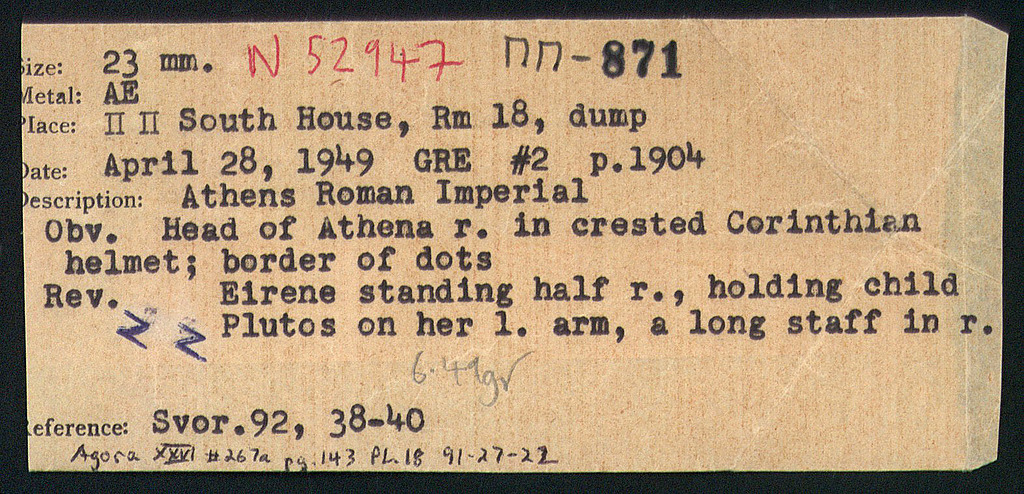 ize: 23 mm. N 52947 ΠΠ-871
Metal: AE
Place: Π Π South House, Rm 18, dump
Date: April 28, 1949 GRE #2 p.1904
Description: Athens Roman Imperial
Obv. Head of Athena r. in crested Corinthian
helmet; border of dots
Rev. Eirene standing half r., holding child
Plutos on her l. arm, a long staff in r.
6.49gr
eference: Svor.92, 38-40
Agora XXVI #267a pg.143 PL.18 91-27-22